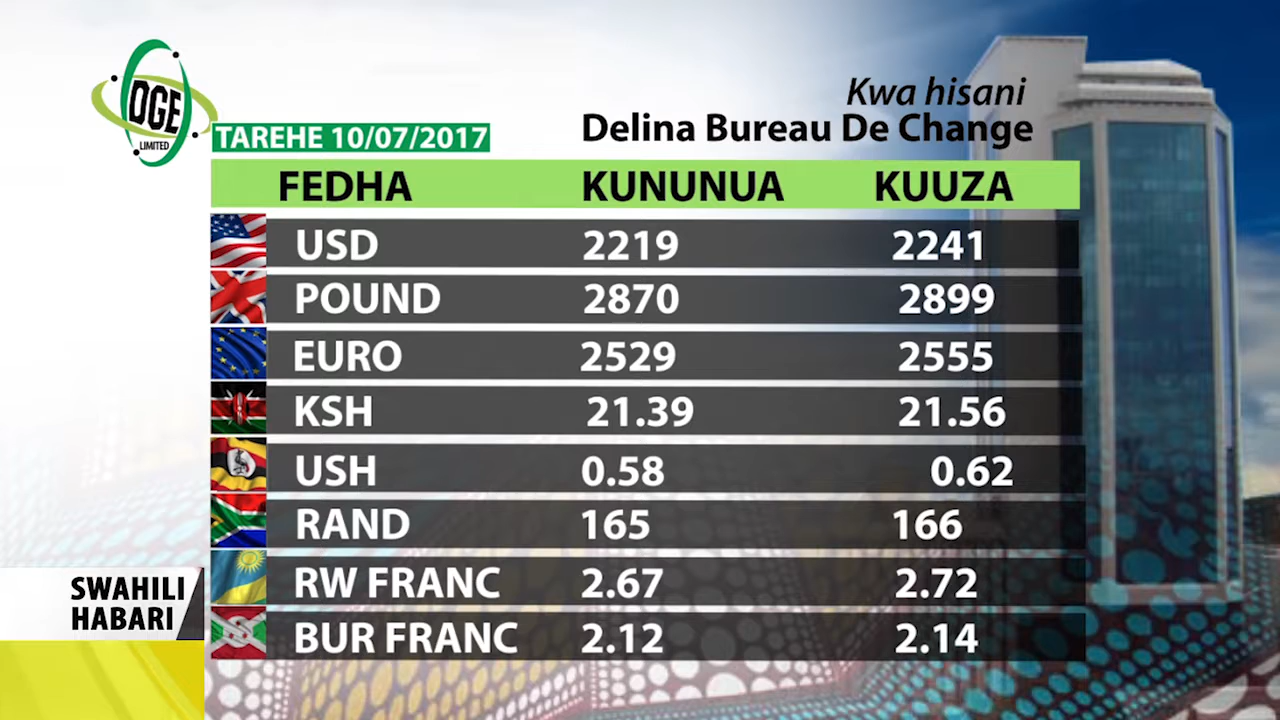 DGE
LIMITED
Kwa hisani
Delina Bureau De Change
TAREHE 10/07/2017
FEDHA KUNUNUA KUUZA
USD 2219 2241
POUND 2870 2899
EURO 2529 2555
KSH 21.39 21.56
USH 0.58 0.62
RAND 165 166
RW FRANC 2.67 2.72
BUR FRANC 2.12 2.14
SWAHILI
HABARI